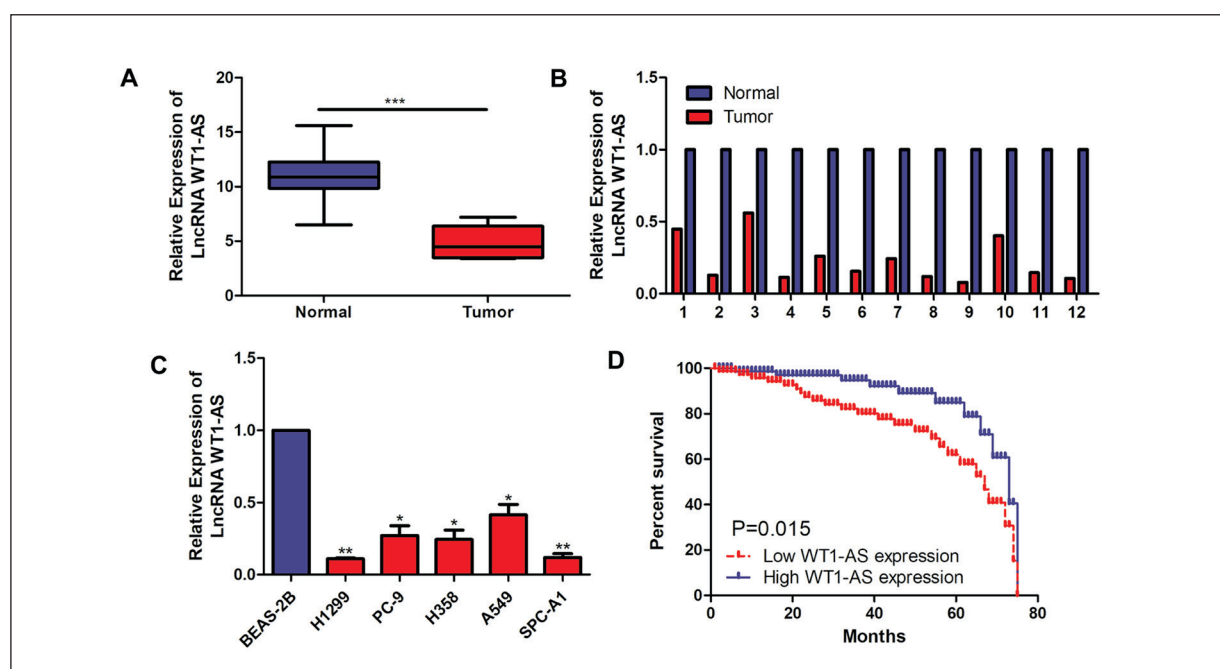 A
Relative Expression of
LncRNA WT1-AS
20
15
10
5
0
***
Normal
Tumor
B
Relative Expression of
LncRNA WT1-AS
1.5
1.0
0.5
0.0
Normal
Tumor
1 2 3 4 5 6 7 8 9 10 11 12
C
Relative Expression of
LncRNA WT1-AS
1.5
1.0
0.5
0.0
**
*
*
*
**
BEAS-2B
H1299
PC-9
H358
A549
SPC-A1
D
Percent survival
100
80
60
40
20
0
P=0.015
Low WT1-AS expression
High WT1-AS expression
0 20 40 60 80
Months